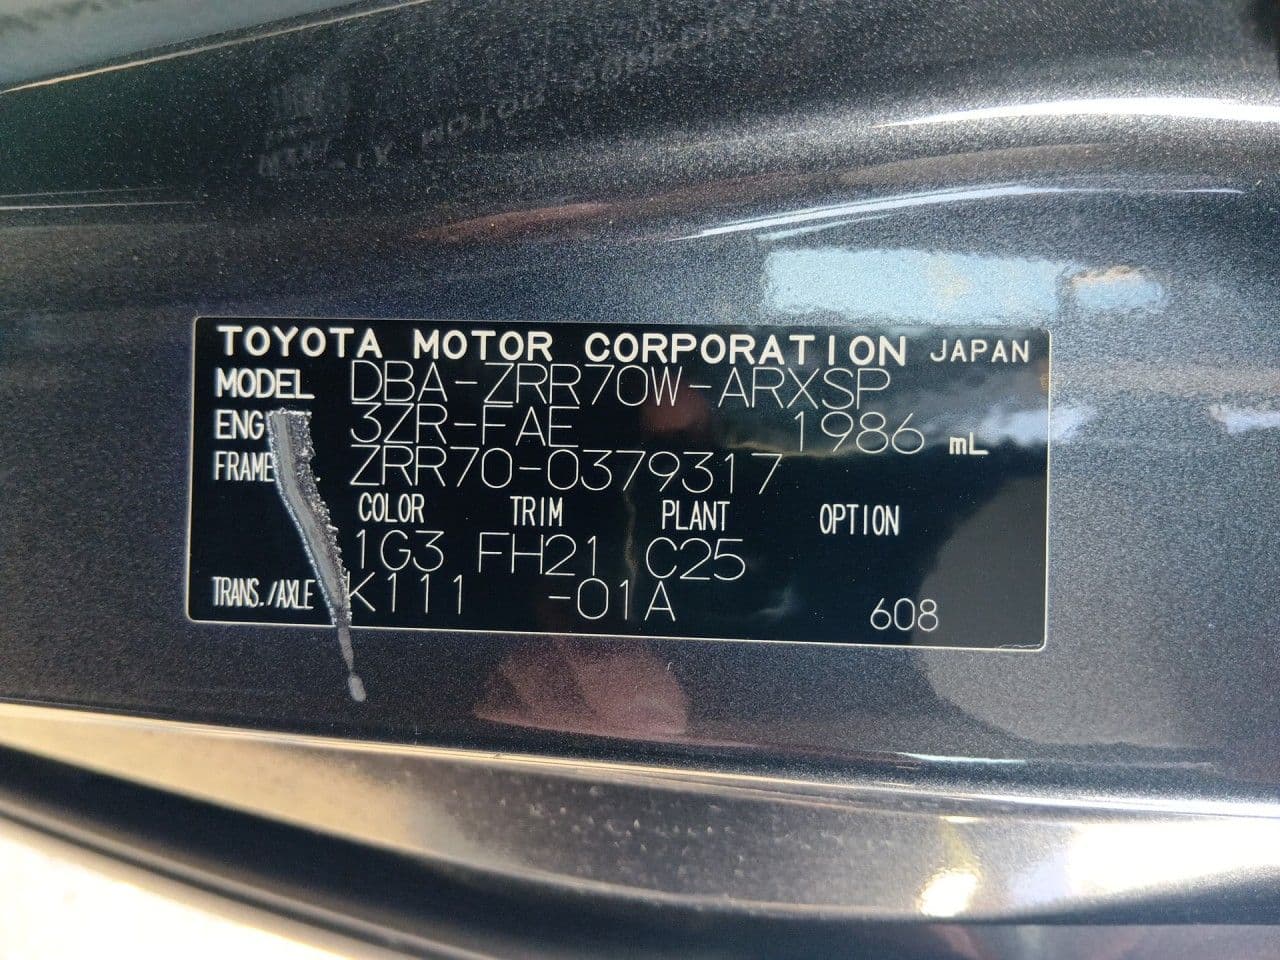 TOYOTA MOTOR CORPORATION JAPAN
MODEL DBA-ZRR70W-ARXSP
ENG 3ZR-FAE 1986 mL
FRAME ZRR70-0379317
COLOR TRIM PLANT OPTION
1G3 FH21 C25
TRANS./AXLE K111 -01A 608